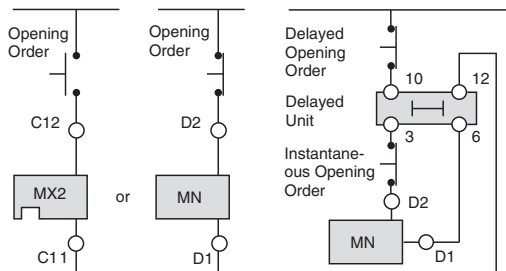 Opening
Order
C12
MX2
C11
or
Opening
Order
D2
MN
D1
Delayed
Opening
Order
10
12
Delayed
Unit
3
6
Instantane-
ous Opening
Order
D2
MN
D1